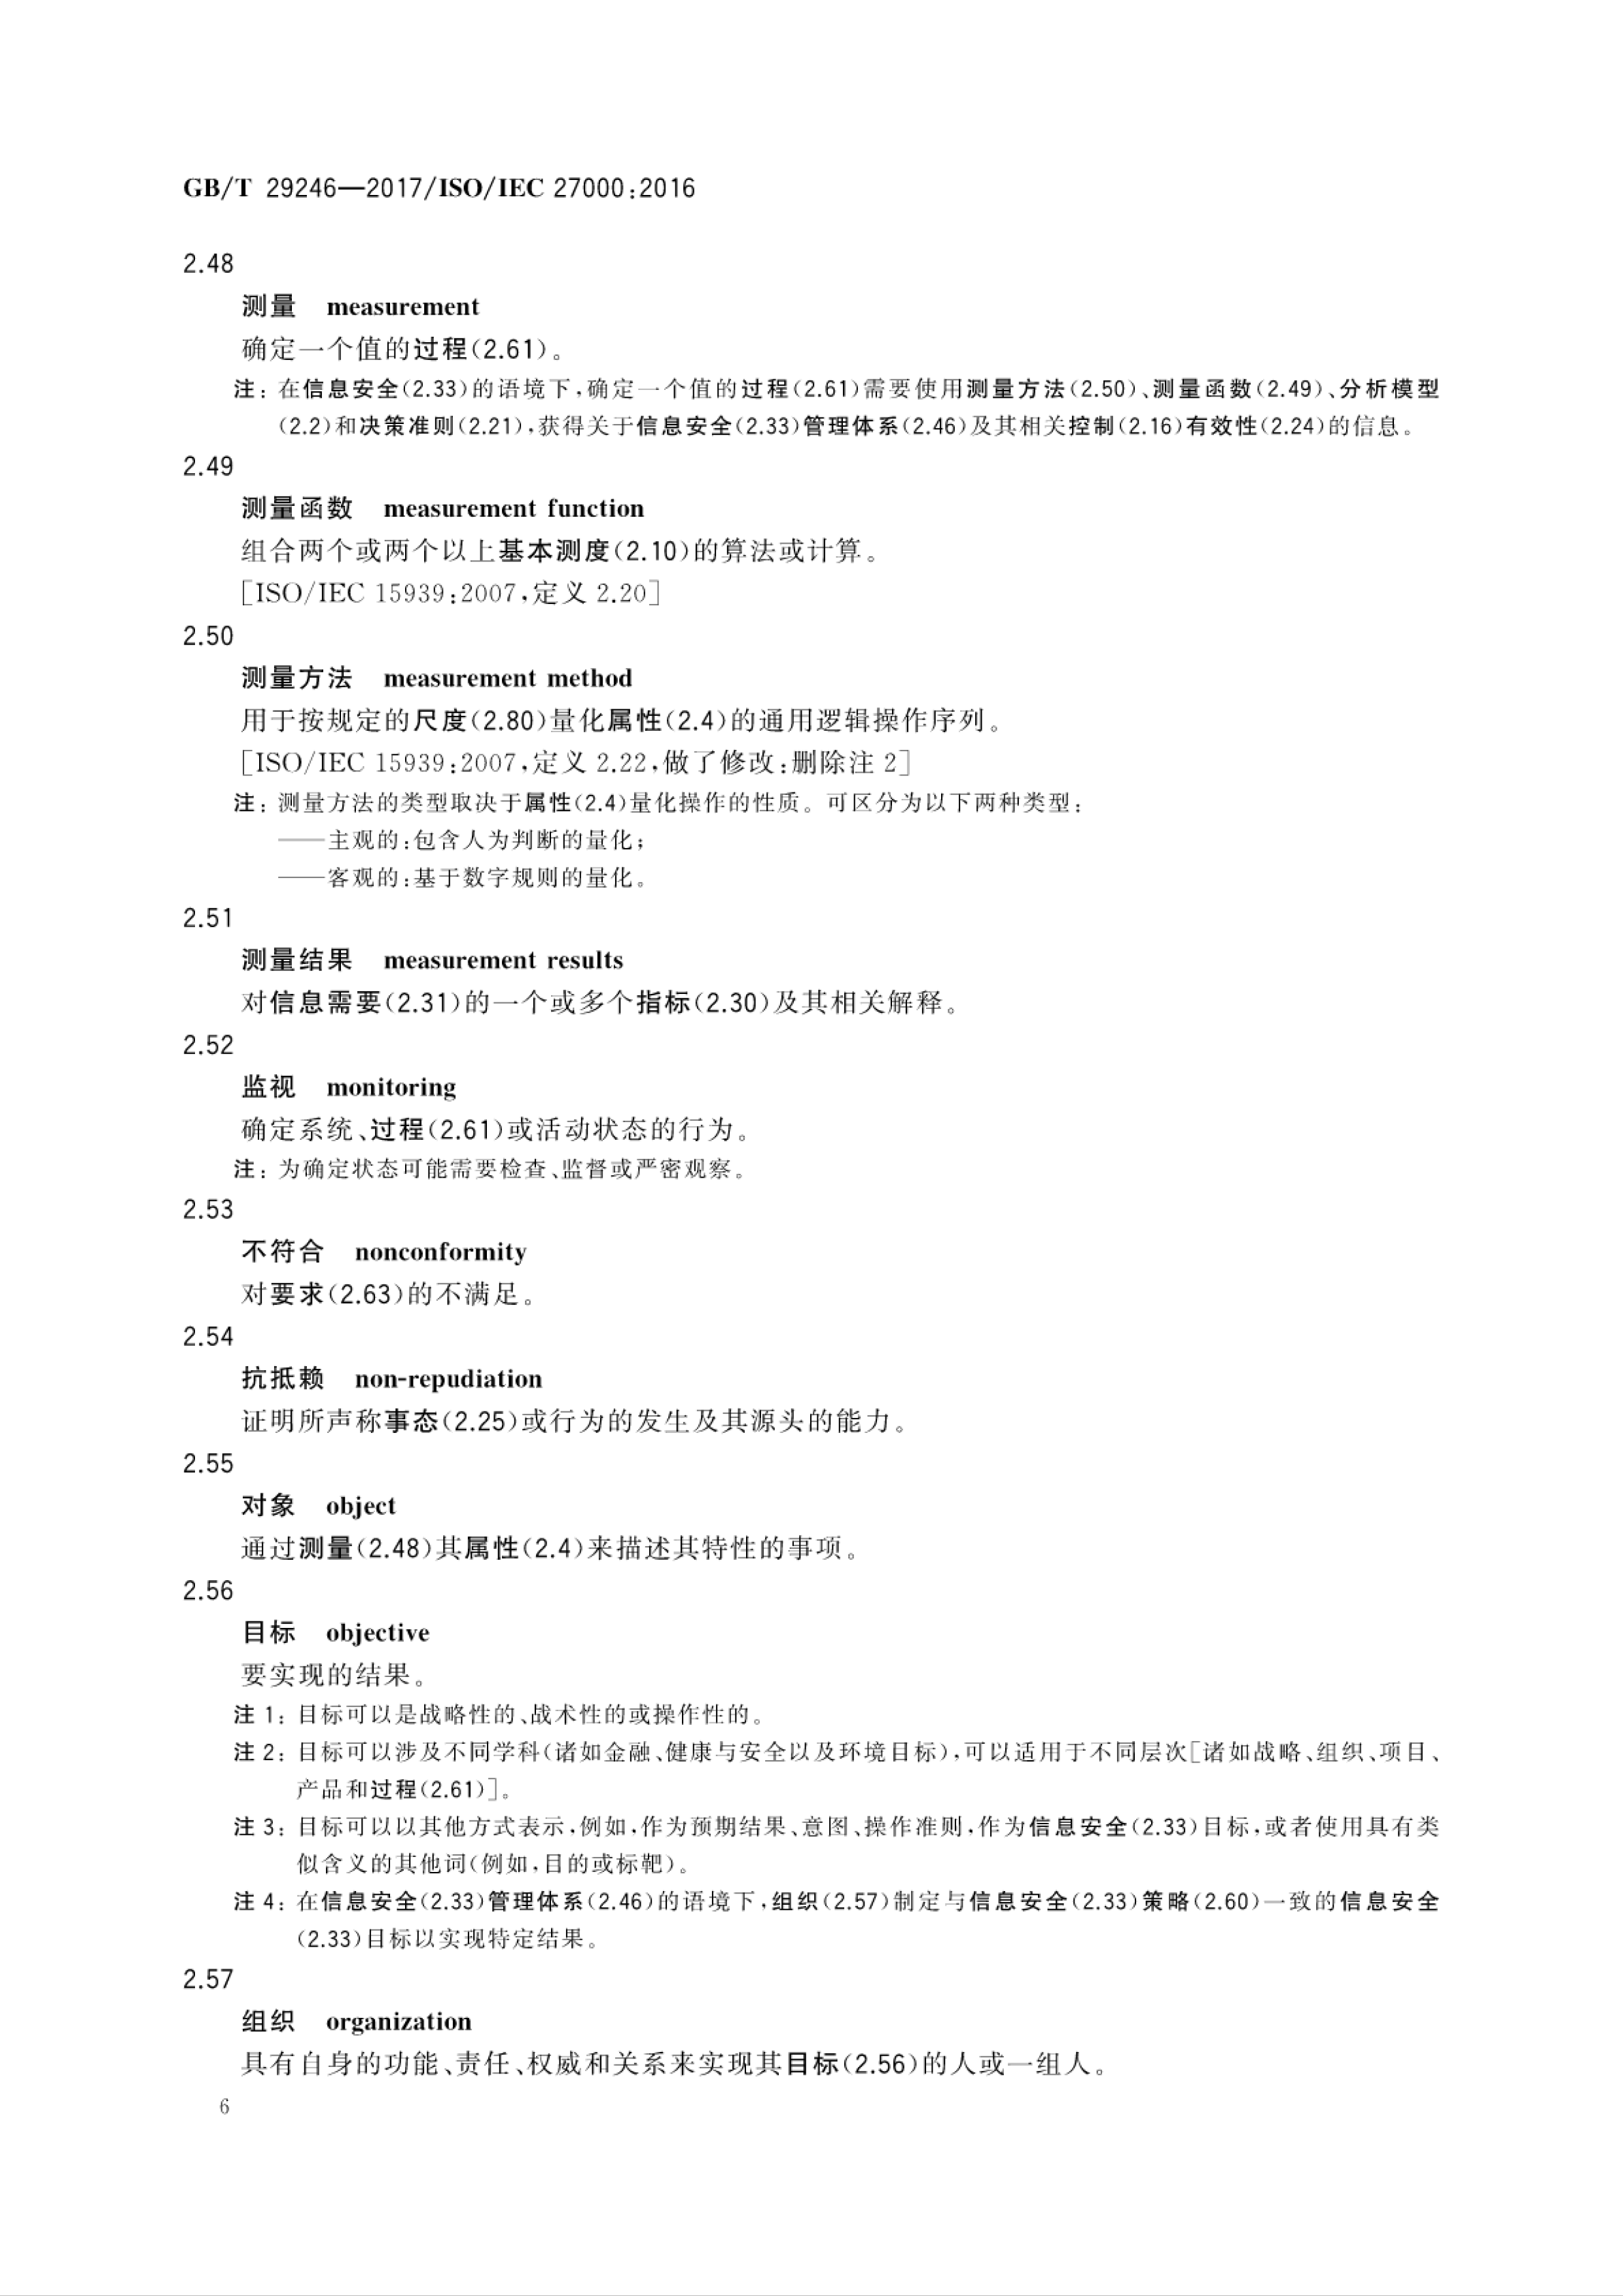 GB/T 29246—2017/ISO/IEC 27000:2016
2.48
测量 measurement
确定一个值的过程(2.61)。
注：在信息安全(2.33)的语境下,确定一个值的过程(2.61)需要使用测量方法(2.50)、测量函数(2.49)、分析模型
(2.2)和决策准则(2.21),获得关于信息安全(2.33)管理体系(2.46)及其相关控制(2.16)有效性(2.24)的信息。
2.49
测量函数 measurement function
组合两个或两个以上基本测度(2.10)的算法或计算。
[ISO/IEC 15939:2007,定义 2.20]
2.50
测量方法 measurement method
用于按规定的尺度(2.80)量化属性(2.4)的通用逻辑操作序列。
[ISO/IEC 15939:2007,定义 2.22,做了修改:删除注 2]
注：测量方法的类型取决于属性(2.4)量化操作的性质。可区分为以下两种类型:
——主观的:包含人为判断的量化;
——客观的:基于数字规则的量化。
2.51
测量结果 measurement results
对信息需要(2.31)的一个或多个指标(2.30)及其相关解释。
2.52
监视 monitoring
确定系统、过程(2.61)或活动状态的行为。
注：为确定状态可能需要检查、监督或严密观察。
2.53
不符合 nonconformity
对要求(2.63)的不满足。
2.54
抗抵赖 non-repudiation
证明所声称事态(2.25)或行为的发生及其源头的能力。
2.55
对象 object
通过测量(2.48)其属性(2.4)来描述其特性的事项。
2.56
目标 objective
要实现的结果。
注 1：目标可以是战略性的、战术性的或操作性的。
注 2：目标可以涉及不同学科(诸如金融、健康与安全以及环境目标),可以适用于不同层次[诸如战略、组织、项目、
产品和过程(2.61)]。
注 3：目标可以以其他方式表示,例如,作为预期结果、意图、操作准则,作为信息安全(2.33)目标,或者使用具有类
似含义的其他词(例如,目的或标靶)。
注 4：在信息安全(2.33)管理体系(2.46)的语境下,组织(2.57)制定与信息安全(2.33)策略(2.60)一致的信息安全
(2.33)目标以实现特定结果。
2.57
组织 organization
具有自身的功能、责任、权威和关系来实现其目标(2.56)的人或一组人。
6